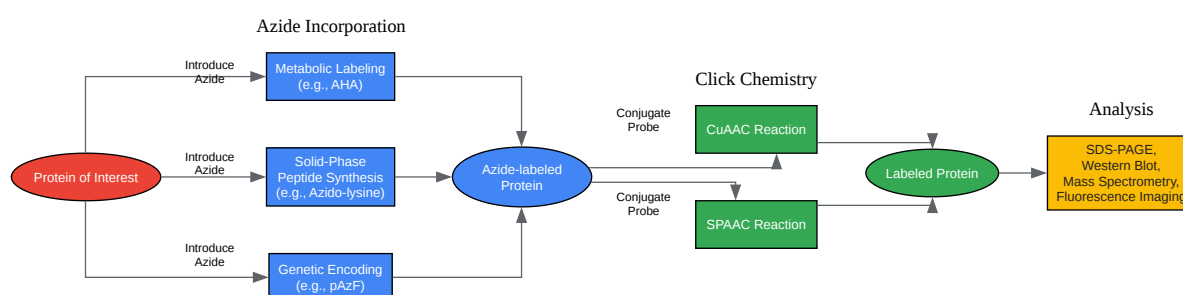 Azide Incorporation
Introduce
Azide
Metabolic Labeling
(e.g., AHA)
Click Chemistry
Conjugate
Probe
CuAAC Reaction
Analysis
Protein of Interest
Introduce
Azide
Solid-Phase
Peptide Synthesis
(e.g., Azido-lysine)
Azide-labeled
Protein
Labeled Protein
SDS-PAGE,
Western Blot,
Mass Spectrometry,
Fluorescence Imaging
Conjugate
Probe
SPAAC Reaction
Introduce
Azide
Genetic Encoding
(e.g., pAzF)